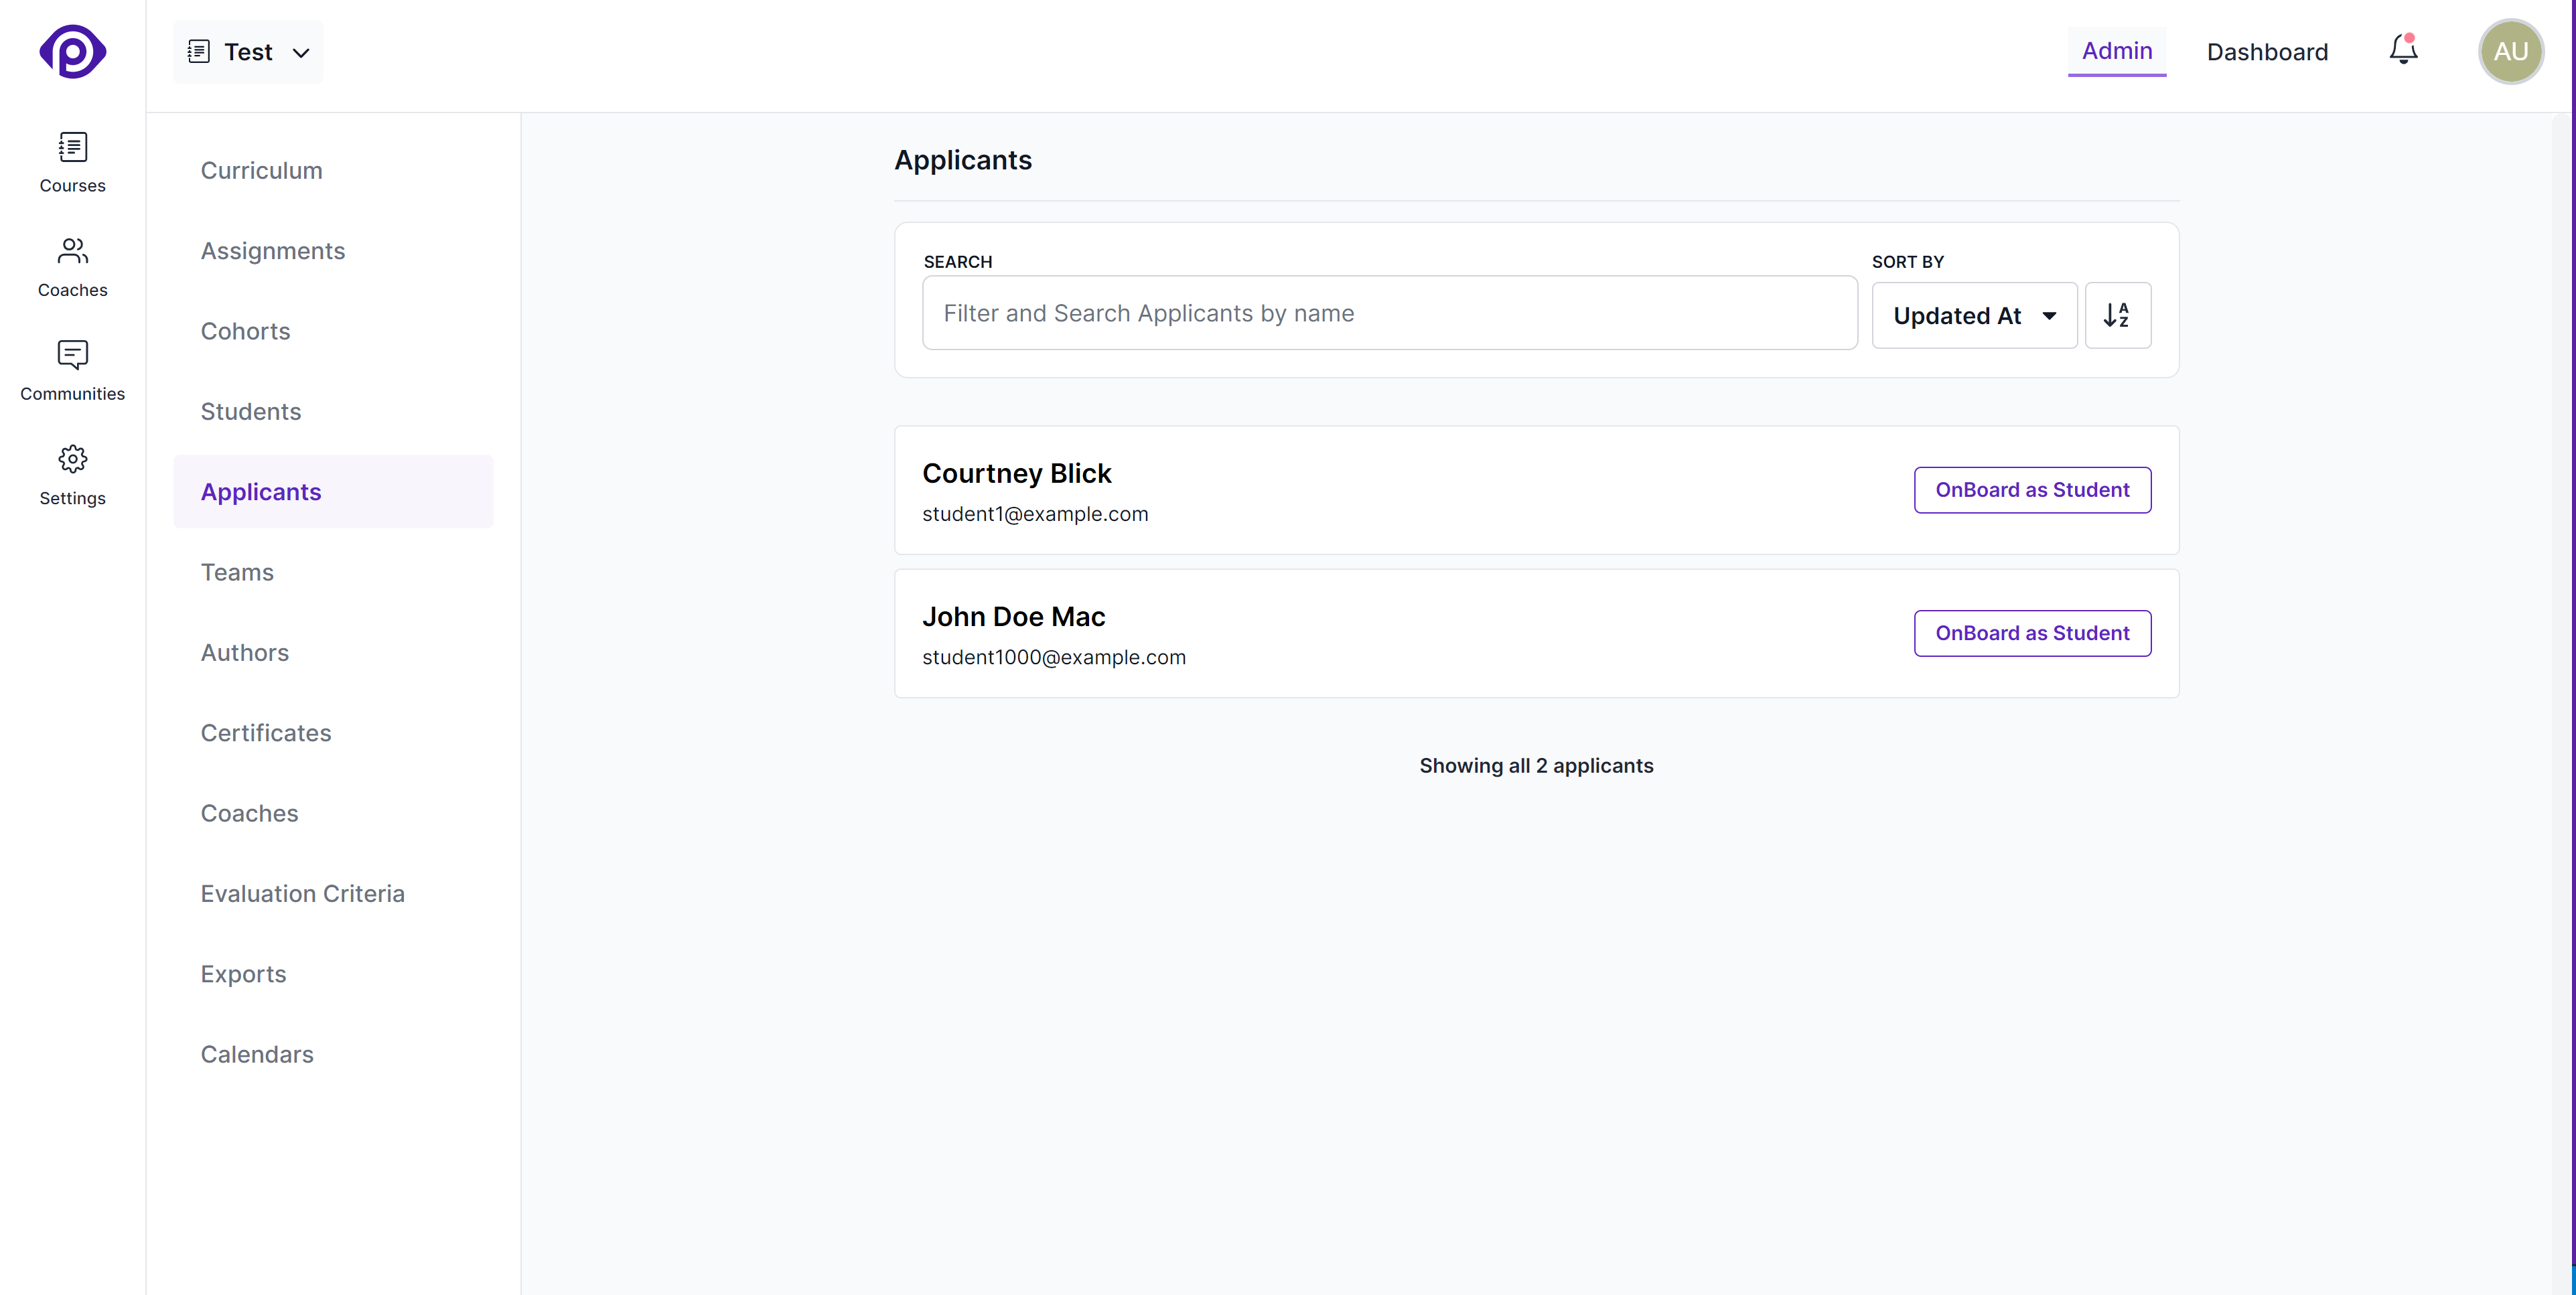 Test
Admin
Dashboard
AU
Courses
Coaches
Communities
Settings
Curriculum
Assignments
Cohorts
Students
Applicants
Teams
Authors
Certificates
Coaches
Evaluation Criteria
Exports
Calendars
Applicants
SEARCH
Filter and Search Applicants by name
SORT BY
Updated At
A
Z
Courtney Blick
student1@example.com
OnBoard as Student
John Doe Mac
student1000@example.com
OnBoard as Student
Showing all 2 applicants